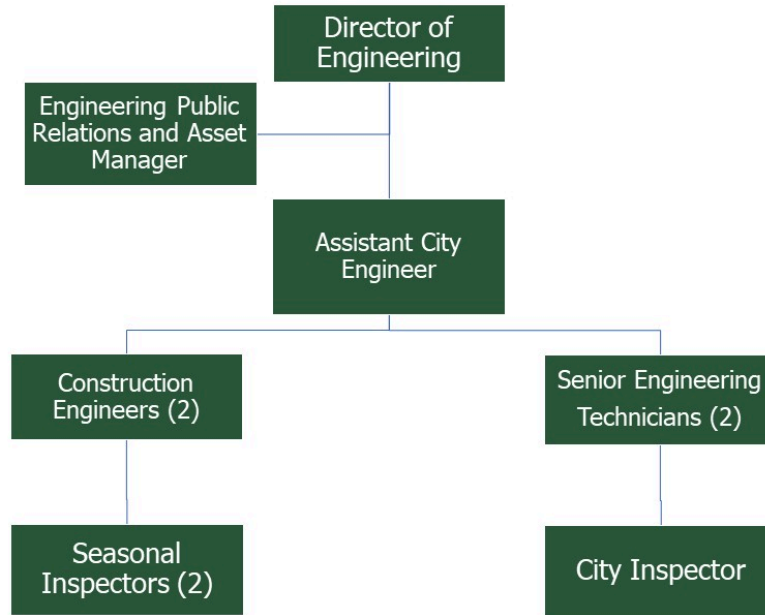 Director of
Engineering
Engineering Public
Relations and Asset
Manager
Assistant City
Engineer
Construction
Engineers (2)
Senior Engineering
Technicians (2)
Seasonal
Inspectors (2)
City Inspector